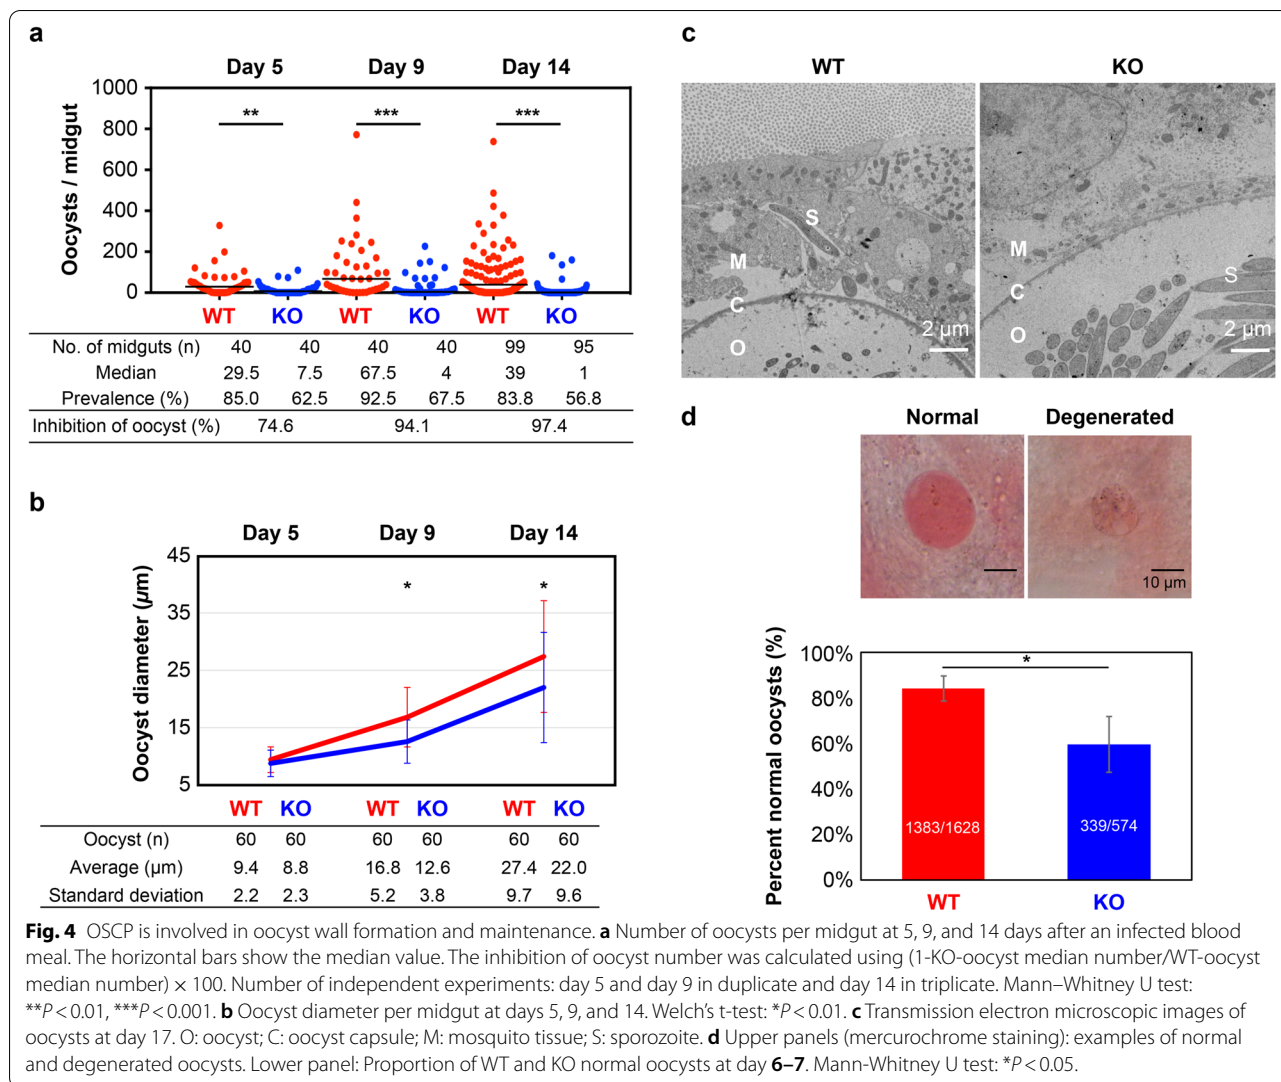 a
Day 5 Day 9 Day 14
1000
800
600
400
200
0
Oocysts / midgut
** *** ***
WT KO WT KO WT KO
No. of midguts (n) 40 40 40 40 99 95
Median 29.5 7.5 67.5 4 39 1
Prevalence (%) 85.0 62.5 92.5 67.5 83.8 56.8
Inhibition of oocyst (%) 74.6 94.1 97.4
b
Day 5 Day 9 Day 14
45
35
25
15
5
Oocyst diameter (µm)
* *
WT KO WT KO WT KO
Oocyst (n) 60 60 60 60 60 60
Average (µm) 9.4 8.8 16.8 12.6 27.4 22.0
Standard deviation 2.2 2.3 5.2 3.8 9.7 9.6
c
WT KO
S
M
C
O
2 µm
M
S
C
O
2 µm
d
Normal Degenerated
10 µm
Percent normal oocysts (%)
100%
80%
60%
40%
20%
0%
*
1383/1628 339/574
WT KO
Fig. 4 OSCP is involved in oocyst wall formation and maintenance. a Number of oocysts per midgut at 5, 9, and 14 days after an infected blood
meal. The horizontal bars show the median value. The inhibition of oocyst number was calculated using (1-KO-oocyst median number/WT-oocyst
median number) × 100. Number of independent experiments: day 5 and day 9 in duplicate and day 14 in triplicate. Mann–Whitney U test:
**P < 0.01, ***P < 0.001. b Oocyst diameter per midgut at days 5, 9, and 14. Welch's t-test: *P < 0.01. c Transmission electron microscopic images of
oocysts at day 17. O: oocyst; C: oocyst capsule; M: mosquito tissue; S: sporozoite. d Upper panels (mercurochrome staining): examples of normal
and degenerated oocysts. Lower panel: Proportion of WT and KO normal oocysts at day 6–7. Mann-Whitney U test: *P < 0.05.